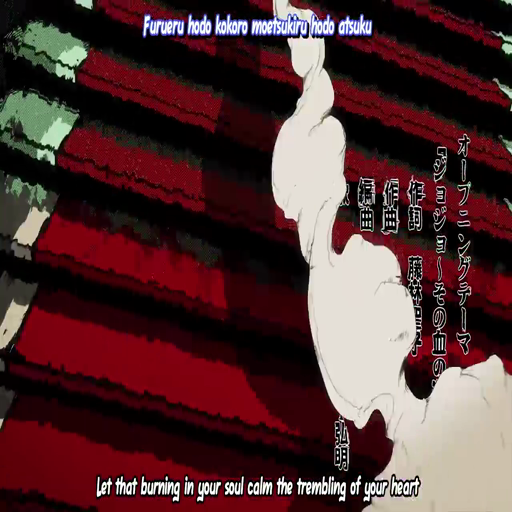 Furueru hodo kokoro moetsukiru hodo atsuku
オープニングテーマ
「ジョジョ～その血の
作詞 藤林聖子
作曲
編曲
弘明
Let that burning in your soul calm the trembling of your heart